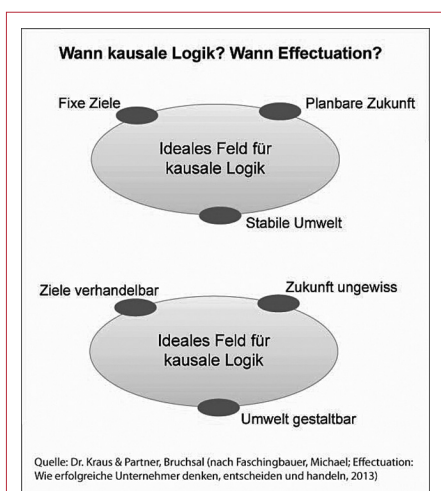 Wann kausale Logik? Wann Effectuation?
Fixe Ziele
Planbare Zukunft
Ideales Feld für
kausale Logik
Stabile Umwelt
Ziele verhandelbar
Zukunft ungewiss
Ideales Feld für
kausale Logik
Umwelt gestaltbar
Quelle: Dr. Kraus & Partner, Bruchsal (nach Faschingbauer, Michael; Effectuation:
Wie erfolgreiche Unternehmer denken, entscheiden und handeln, 2013)